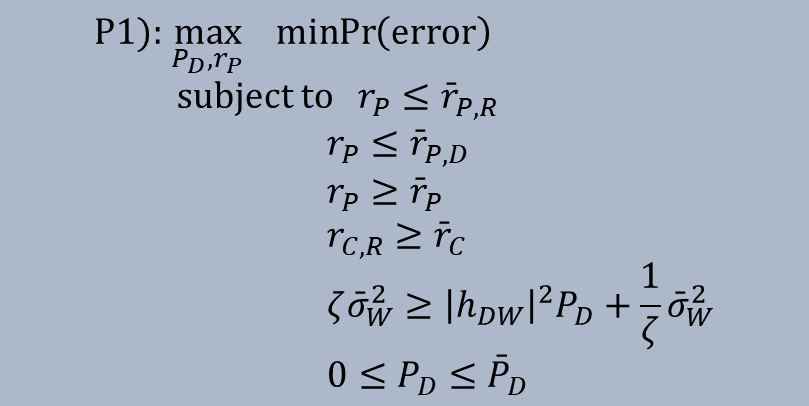 P1): max minPr(error)
P_D,r_P
subject to r_P ≤ r̄_P,R
r_P ≤ r̄_P,D
r_P ≥ r̄_P
r_C,R ≥ r̄_C
ζσ̄²_W ≥ |h_DW|²P_D + 1/ζ σ̄²_W
0 ≤ P_D ≤ P̄_D